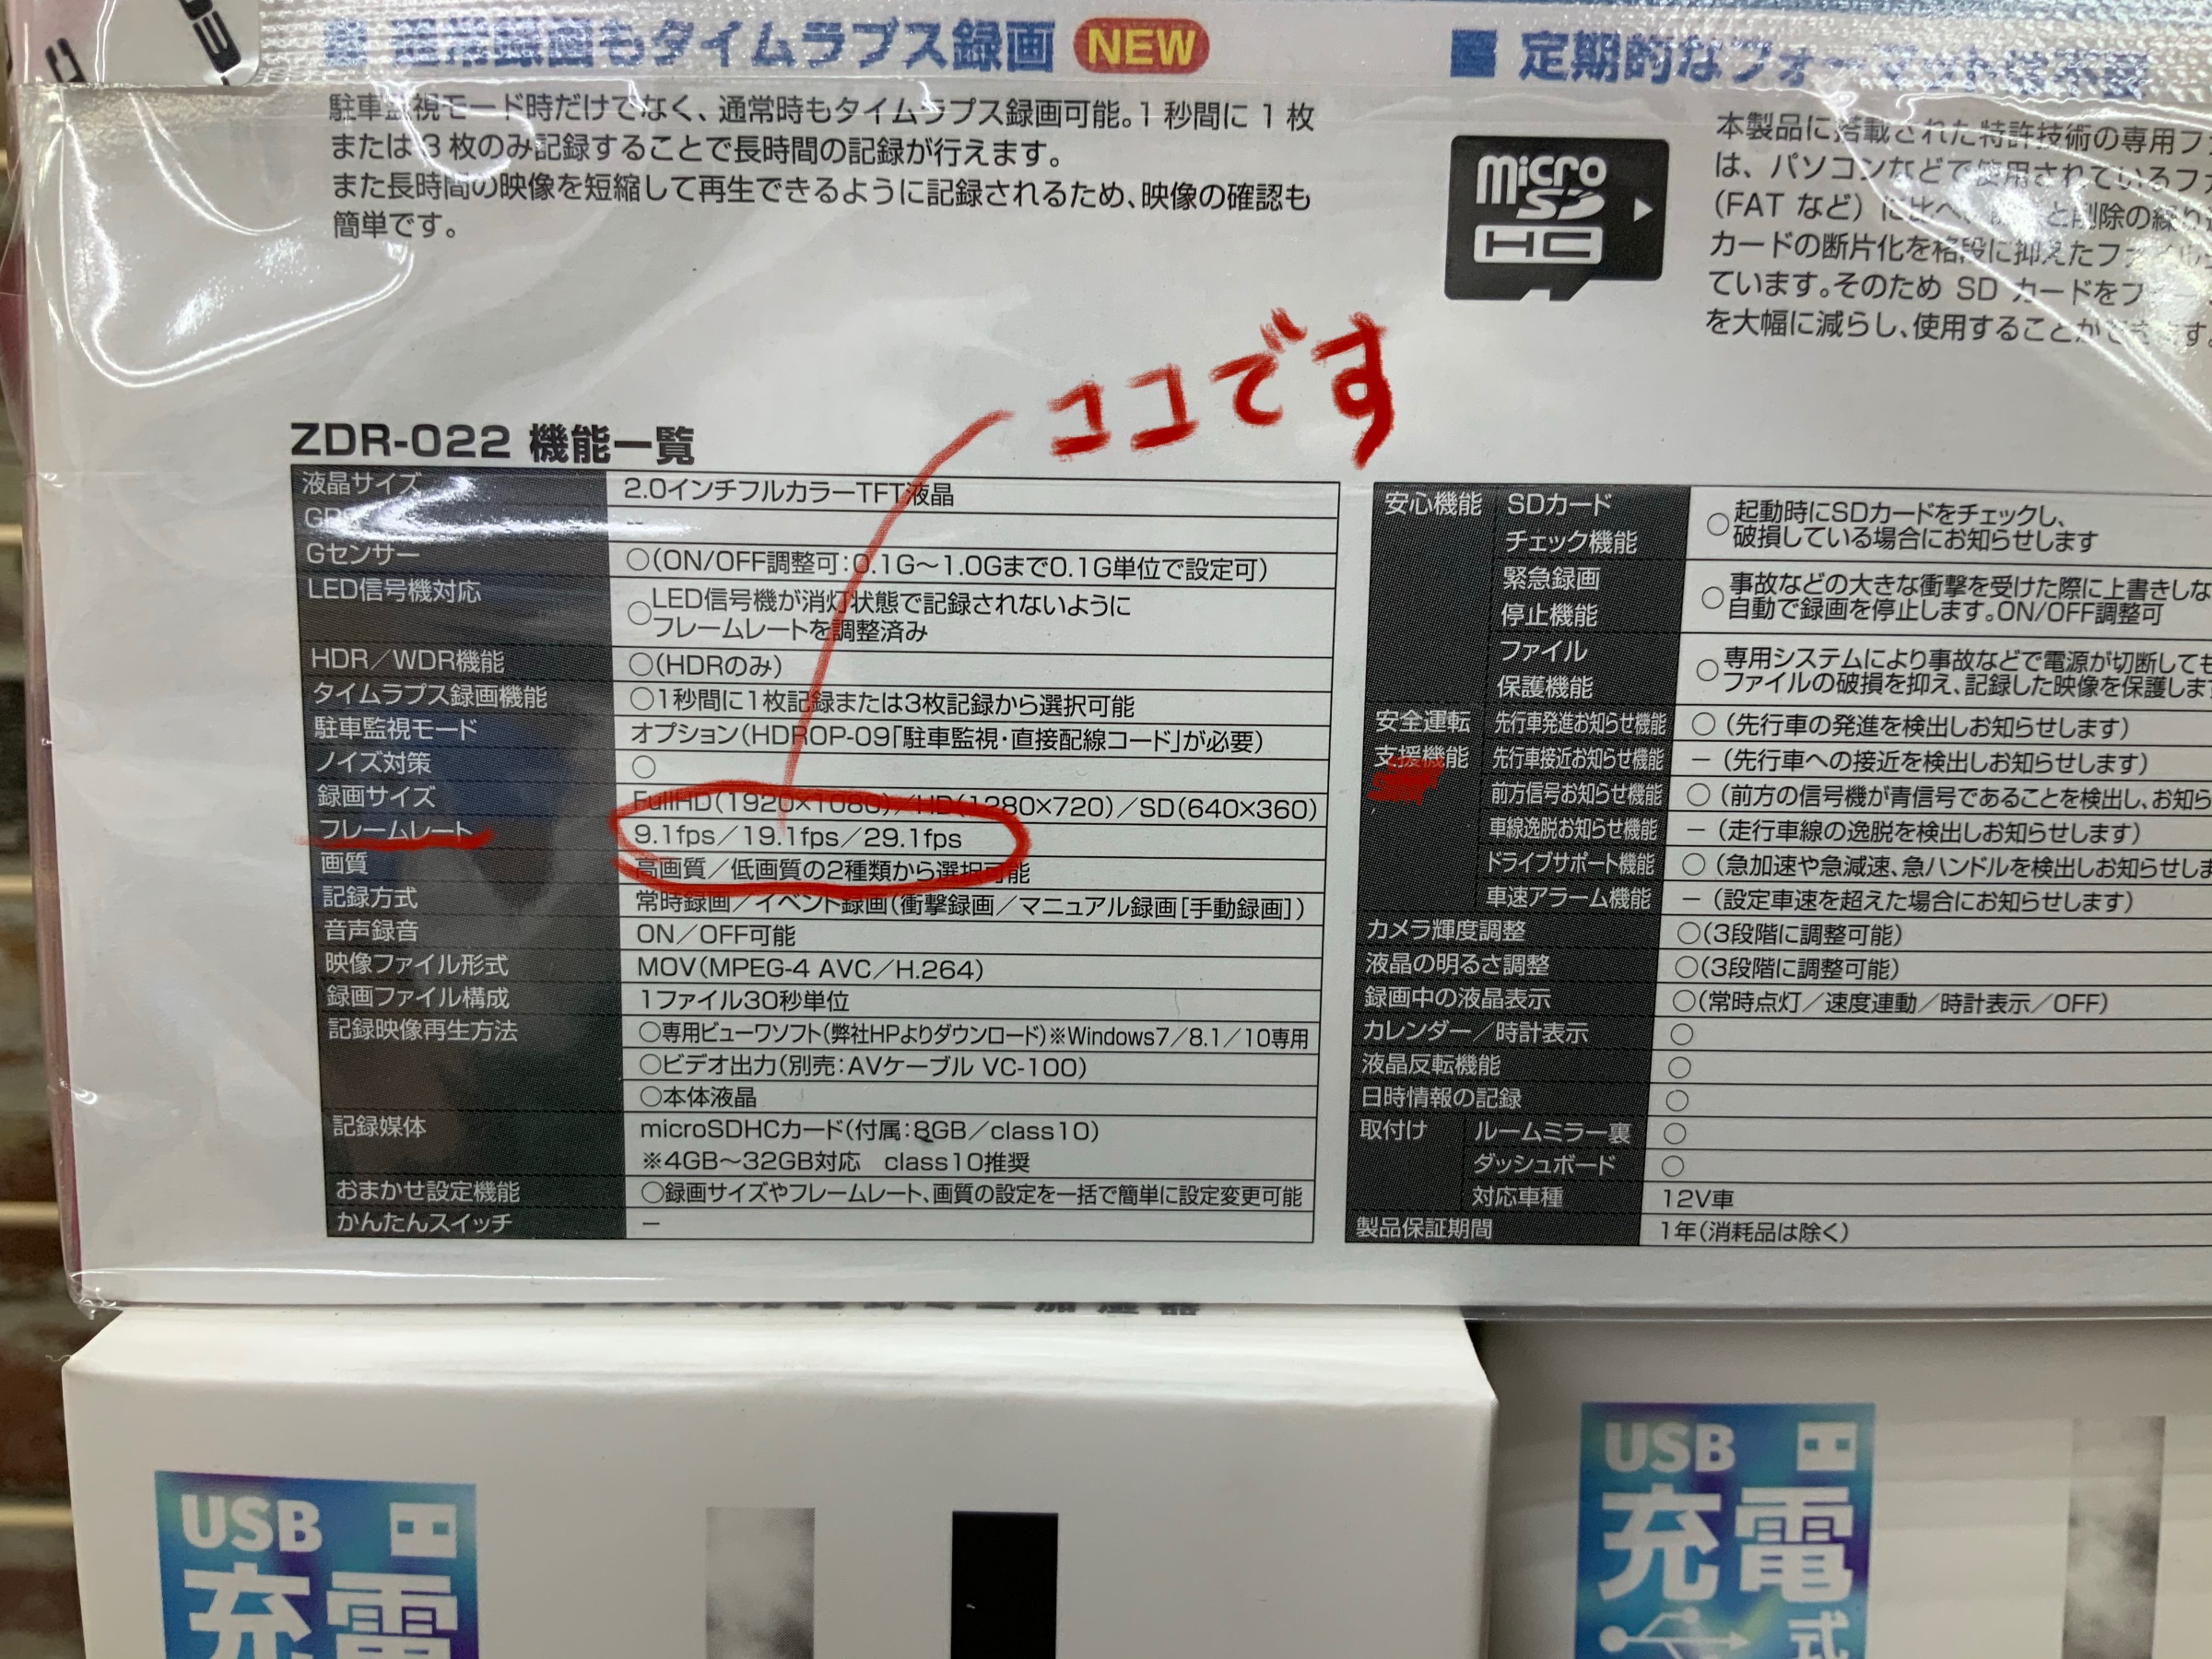 通常録画もタイムラプス録画 NEW
駐車監視モード時だけでなく、通常時もタイムラプス録画可能。1秒間に1枚
または3枚のみ記録することで長時間の記録が行えます。
また長時間の映像を短縮して再生できるように記録されるため、映像の確認も
簡単です。
■ 定期的なフォーマットは不要
micro
SD
HC
本製品に搭載された特許技術の専用ファ
は、パソコンなどで使用されているファ
(FAT など) に比べ と削除の繰り
カードの断片化を格段に抑えたファイル
ています。そのため SD カードをフ
を大幅に減らし、使用することができます。
ココです
ZDR-022 機能一覧
液晶サイズ 2.0インチフルカラーTFT液晶
GPS −
Gセンサー ○(ON/OFF調整可:0.1G〜1.0Gまで0.1G単位で設定可)
LED信号機対応 ○LED信号機が消灯状態で記録されないように
フレームレートを調整済み
HDR/WDR機能 ○(HDRのみ)
タイムラプス録画機能 ○1秒間に1枚記録または3枚記録から選択可能
駐車監視モード オプション(HDROP-09「駐車監視・直接配線コード」が必要)
ノイズ対策 ○
録画サイズ FullHD(1920×1080)/HD(1280×720)/SD(640×360)
フレームレート 9.1fps/19.1fps/29.1fps
画質 高画質/低画質の2種類から選択可能
記録方式 常時録画/イベント録画(衝撃録画/マニュアル録画[手動録画])
音声録音 ON/OFF可能
映像ファイル形式 MOV(MPEG-4 AVC/H.264)
録画ファイル構成 1ファイル30秒単位
記録映像再生方法 ○専用ビューワソフト(弊社HPよりダウンロード)※Windows7/8.1/10専用
○ビデオ出力(別売:AVケーブル VC-100)
○本体液晶
記録媒体 microSDHCカード(付属:8GB/class10)
※4GB〜32GB対応 class10推奨
おまかせ設定機能 ○録画サイズやフレームレート、画質の設定を一括で簡単に設定変更可能
かんたんスイッチ −
安心機能 SDカード
チェック機能 ○起動時にSDカードをチェックし、
破損している場合にお知らせします
緊急録画
停止機能 ○事故などの大きな衝撃を受けた際に上書きしな
自動で録画を停止します。ON/OFF調整可
ファイル
保護機能 ○専用システムにより事故などで電源が切断しても
ファイルの破損を抑え、記録した映像を保護しま
安全運転
支援機能
先行車発進お知らせ機能 ○(先行車の発進を検出しお知らせします)
先行車接近お知らせ機能 −(先行車への接近を検出しお知らせします)
前方信号お知らせ機能 ○(前方の信号機が青信号であることを検出し、お知ら
車線逸脱お知らせ機能 −(走行車線の逸脱を検出しお知らせします)
ドライブサポート機能 ○(急加速や急減速、急ハンドルを検出しお知らせしま
車速アラーム機能 −(設定車速を超えた場合にお知らせします)
カメラ輝度調整 ○(3段階に調整可能)
液晶の明るさ調整 ○(3段階に調整可能)
録画中の液晶表示 ○(常時点灯/速度連動/時計表示/OFF)
カレンダー/時計表示 ○
液晶反転機能 ○
日時情報の記録 ○
取付け ルームミラー裏 ○
ダッシュボード ○
対応車種 12V車
製品保証期間 1年(消耗品は除く)
USB
充電
USB
充電
式